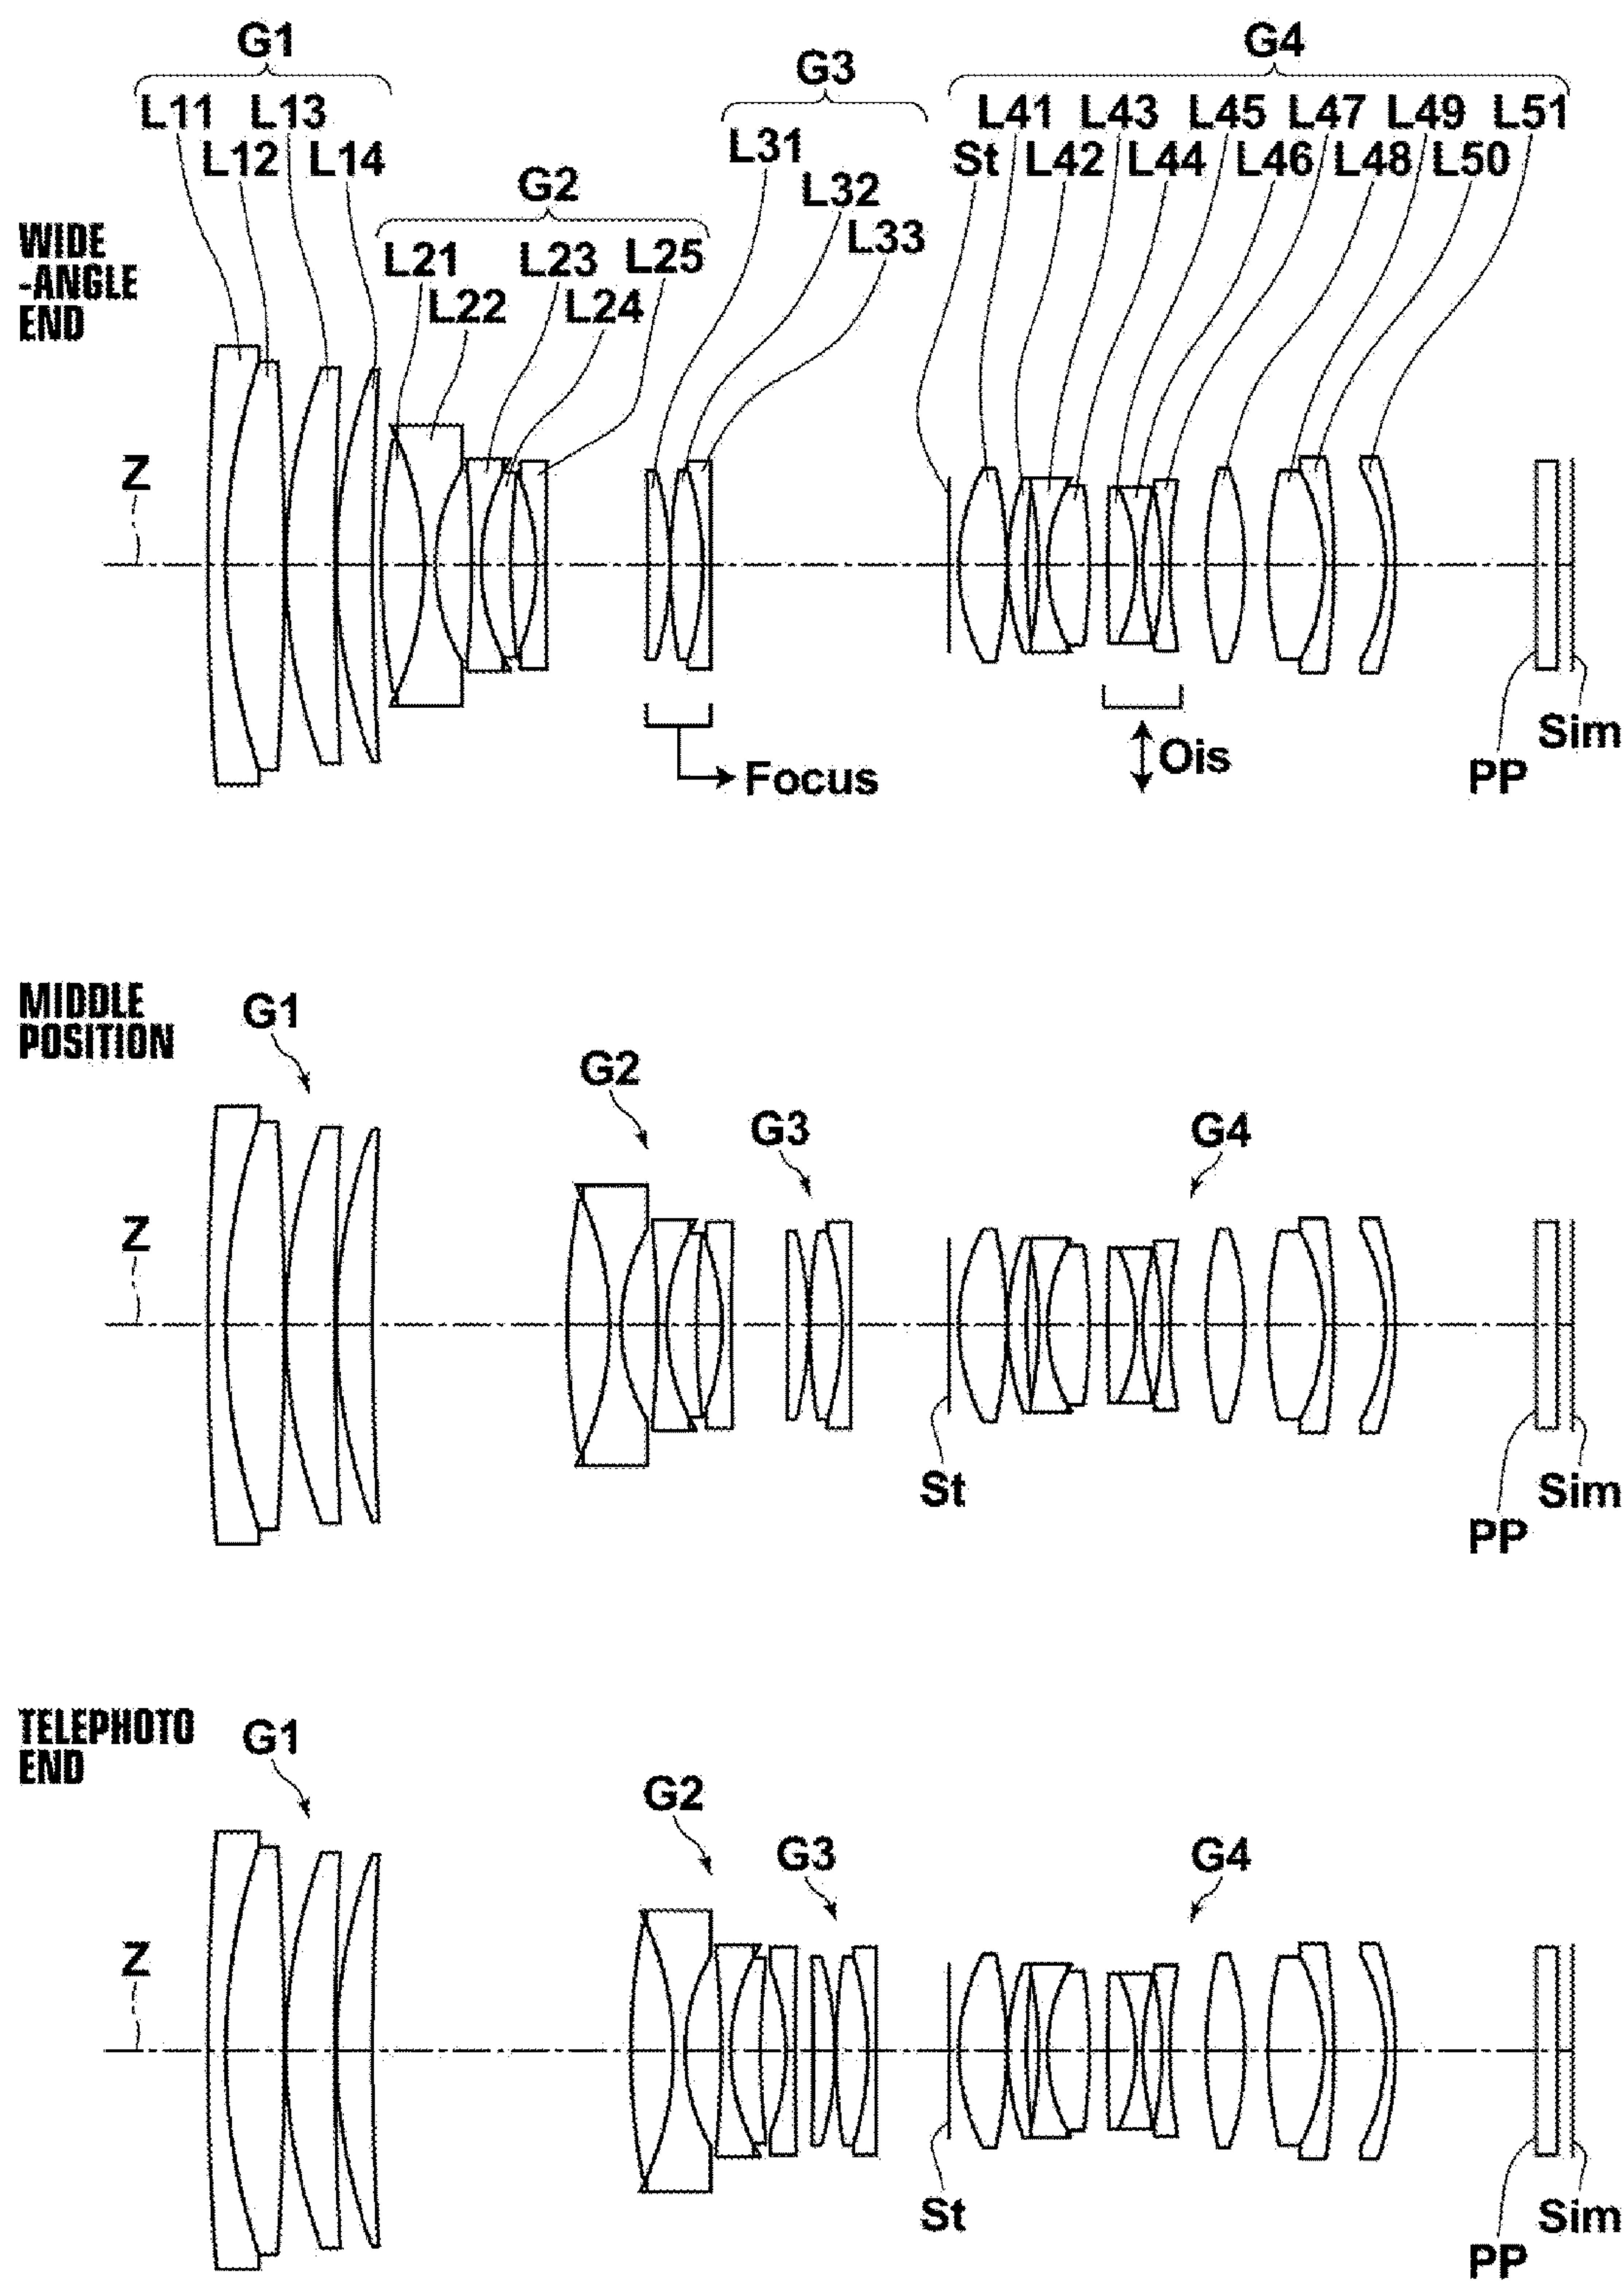 G1
G3
G4
L11
L13
L12
L14
L31
L32
L33
L41
L43
L45
L47
L49
L51
St
L42
L44
L46
L48
L50
G2
L21
L23
L25
L22
L24
WIDE
-ANGLE
END
Z
Focus
Ois
Sim
PP
MIDDLE
POSITION
G1
G2
G3
G4
Z
St
Sim
PP
TELEPHOTO
END
G1
G2
G3
G4
Z
St
Sim
PP